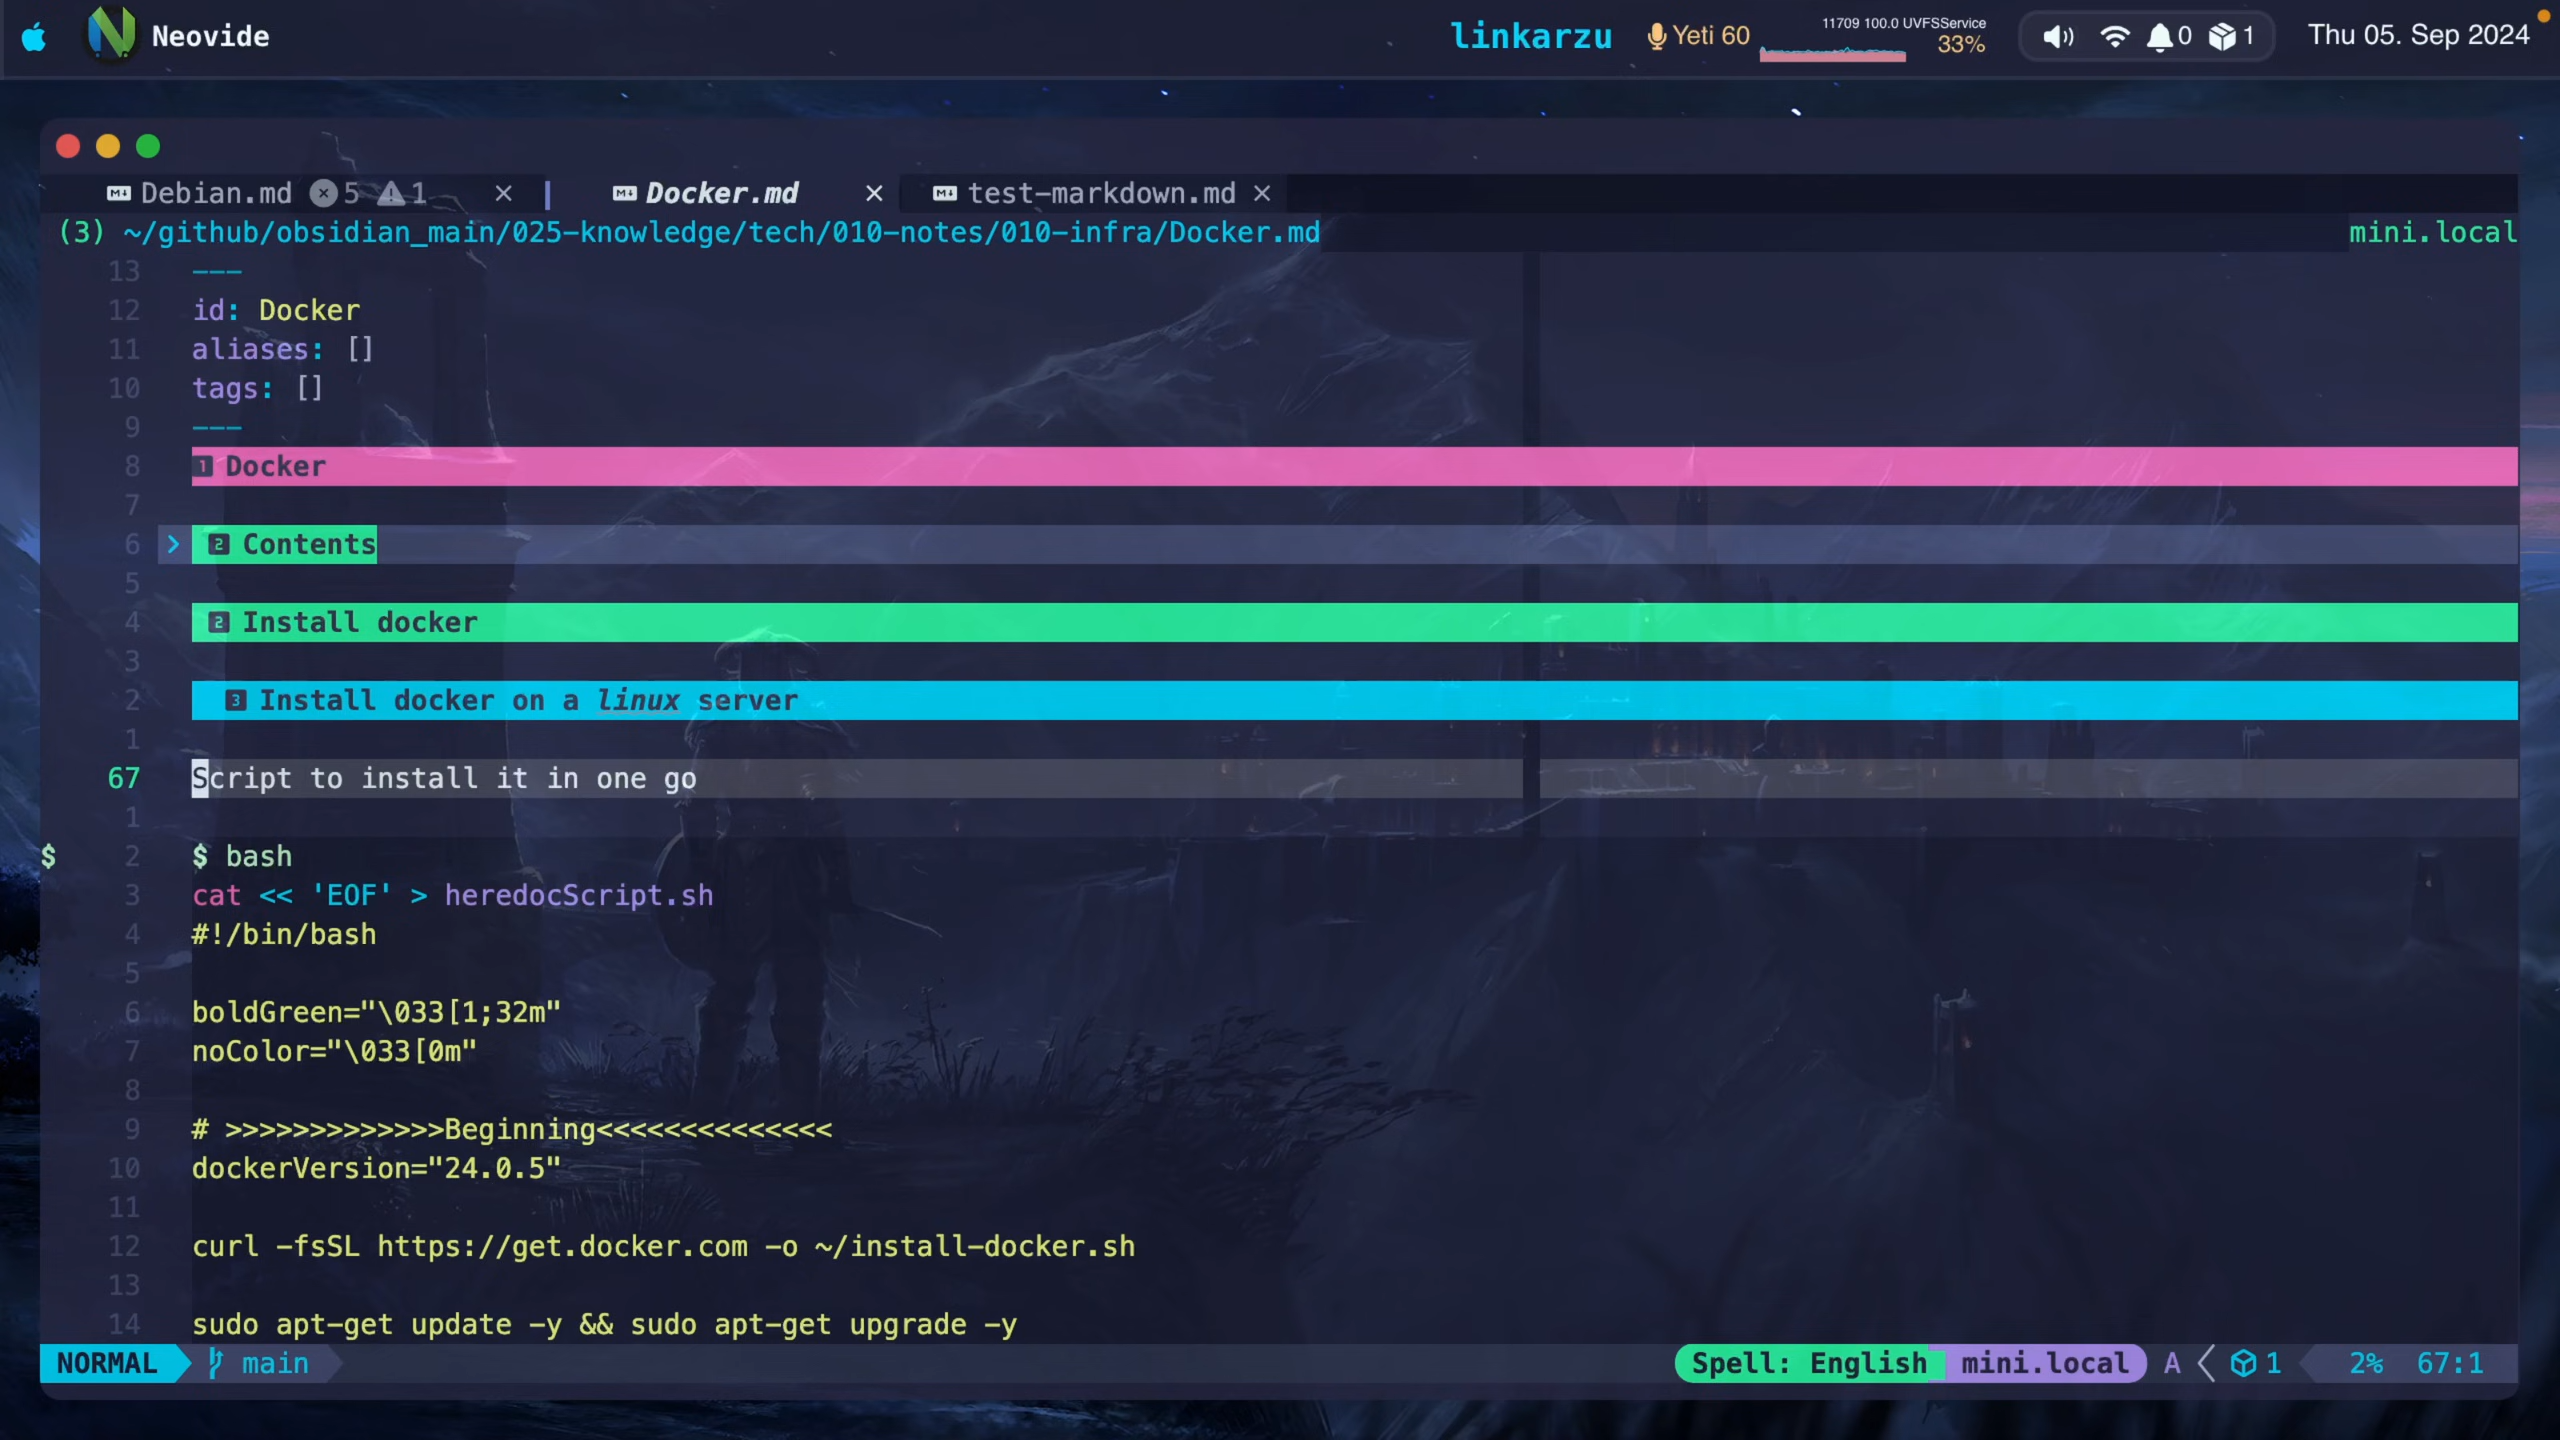 Neovide linkarzu Yeti 60 11709 100.0 UVFSService 33% 0 1 Thu 05. Sep 2024
Debian.md 5 1 Docker.md test-markdown.md
(3) ~/github/obsidian_main/025-knowledge/tech/010-notes/010-infra/Docker.md mini.local
13 ---
12 id: Docker
11 aliases: []
10 tags: []
9 ---
8 1 Docker
7
6 > 2 Contents
5
4 2 Install docker
3
2 3 Install docker on a linux server
1
67 Script to install it in one go
1
$ 2 $ bash
3 cat << 'EOF' > heredocScript.sh
4 #!/bin/bash
5
6 boldGreen="\033[1;32m"
7 noColor="\033[0m"
8
9 # >>>>>>>>>>>>>Beginning<<<<<<<<<<<<<<
10 dockerVersion="24.0.5"
11
12 curl -fsSL https://get.docker.com -o ~/install-docker.sh
13
14 sudo apt-get update -y && sudo apt-get upgrade -y
NORMAL main Spell: English mini.local A 1 2% 67:1